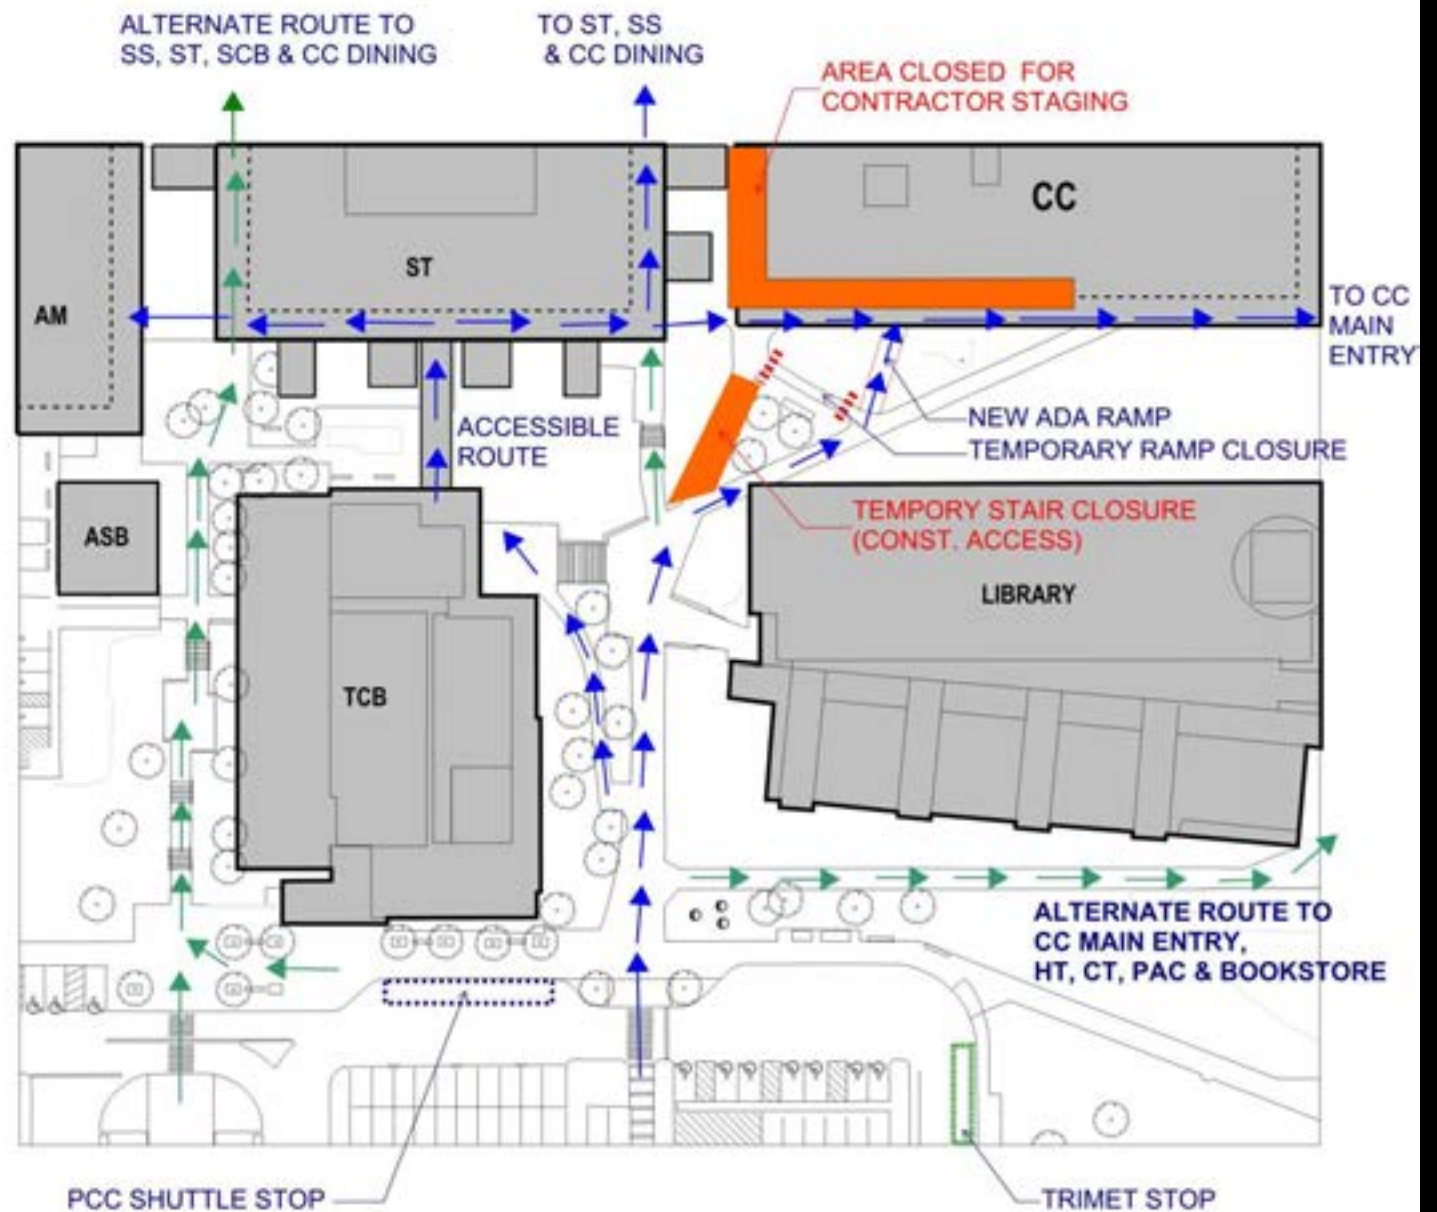 ALTERNATE ROUTE TO
SS, ST, SCB & CC DINING
TO ST, SS
& CC DINING
AREA CLOSED FOR
CONTRACTOR STAGING
CC
ST
AM
TO CC
MAIN
ENTRY
ACCESSIBLE
ROUTE
NEW ADA RAMP
TEMPORARY RAMP CLOSURE
TEMPORY STAIR CLOSURE
(CONST. ACCESS)
ASB
LIBRARY
TCB
ALTERNATE ROUTE TO
CC MAIN ENTRY,
HT, CT, PAC & BOOKSTORE
PCC SHUTTLE STOP
TRIMET STOP